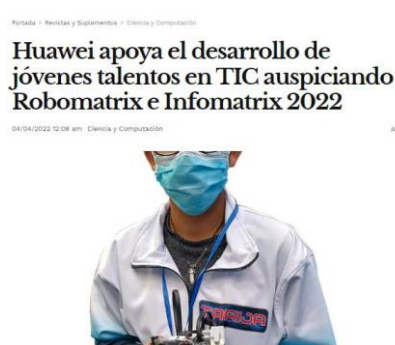 Portada > Revistas y Suplementos > Ciencia y Computación
Huawei apoya el desarrollo de
jóvenes talentos en TIC auspiciando
Robomatrix e Infomatrix 2022
04/04/2022 12:08 am Ciencia y Computación
A
TARIJA